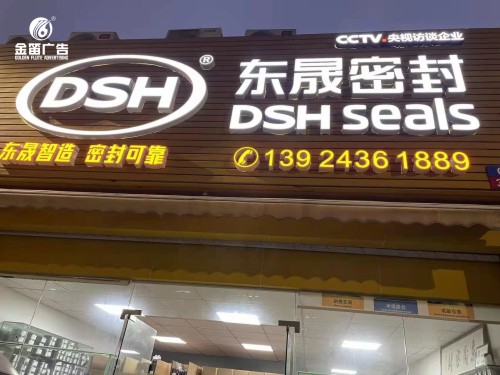 金笛广告
GOLDEN FLUTE ADVERTISING
CCTV.央视访谈企业
DSH®
东晟密封
DSH seals
东晟智造 密封可靠
139 2436 1889